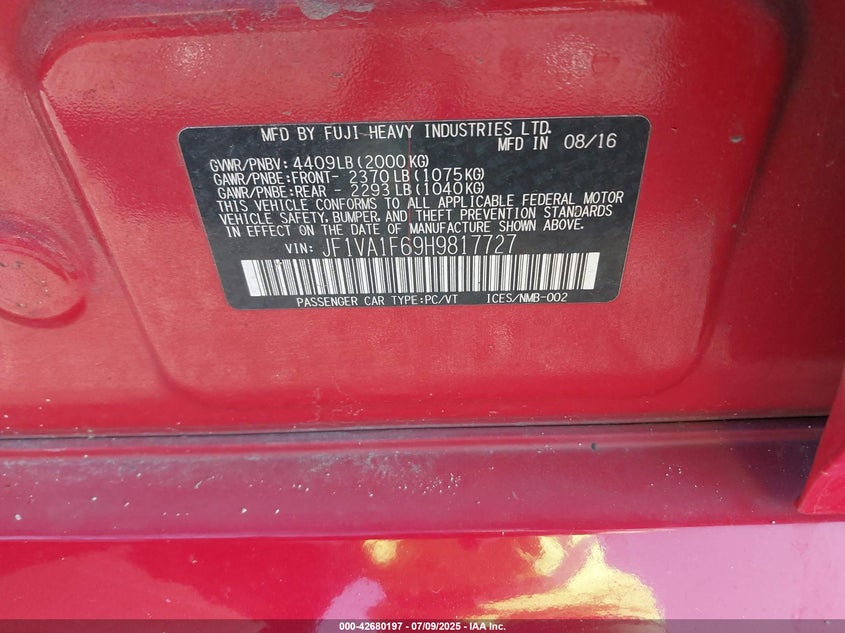 MFD BY FUJI HEAVY INDUSTRIES LTD.
MFD IN 08/16
GVWR/PNBV: 4409LB(2000KG)
GAWR/PNBE:FRONT- 2370LB(1075KG)
GAWR/PNBE:REAR - 2293LB(1040KG)
THIS VEHICLE CONFORMS TO ALL APPLICABLE FEDERAL MOTOR
VEHICLE SAFETY, BUMPER, AND THEFT PREVENTION STANDARDS
IN EFFECT ON THE DATE OF MANUFACTURE SHOWN ABOVE.
VIN: JF1VA1F69H9817727
PASSENGER CAR TYPE:PC/VT ICES/NMB-002
000-42680197 - 07/09/2025 - IAA Inc.